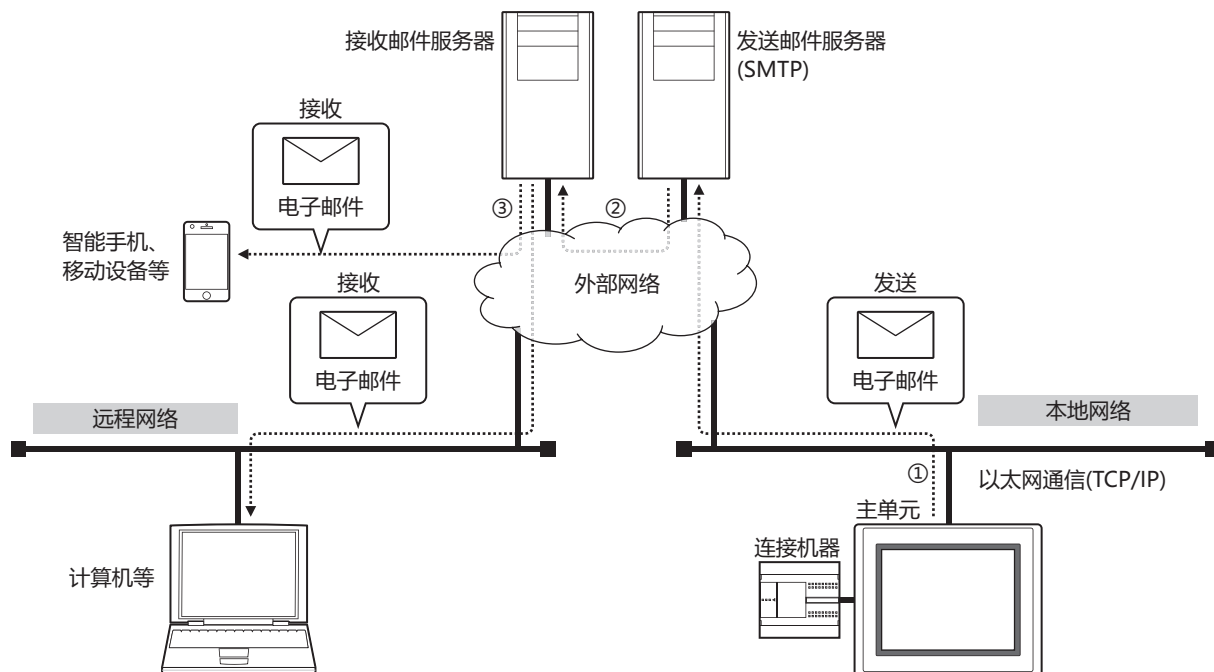 接收邮件服务器
发送邮件服务器
(SMTP)
接收
电子邮件
③
②
智能手机、
移动设备等
外部网络
接收
电子邮件
发送
电子邮件
远程网络
本地网络
①
以太网通信(TCP/IP)
主单元
连接机器
计算机等